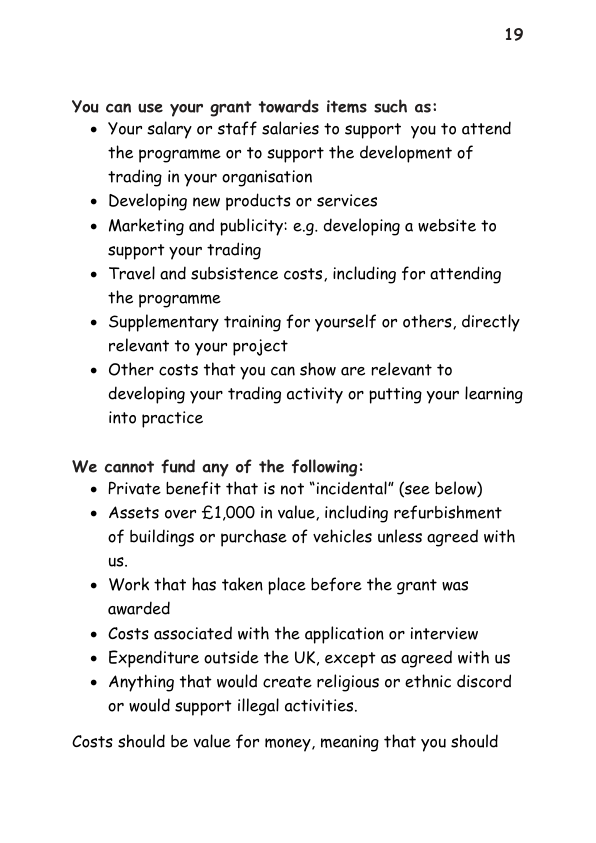 19
You can use your grant towards items such as:
• Your salary or staff salaries to support  you to attend
the programme or to support the development of
trading in your organisation
• Developing new products or services
• Marketing and publicity: e.g. developing a website to
support your trading
• Travel and subsistence costs, including for attending
the programme
• Supplementary training for yourself or others, directly
relevant to your project
• Other costs that you can show are relevant to
developing your trading activity or putting your learning
into practice
We cannot fund any of the following:
• Private benefit that is not “incidental” (see below)
• Assets over £1,000 in value, including refurbishment
of buildings or purchase of vehicles unless agreed with
us.
• Work that has taken place before the grant was
awarded
• Costs associated with the application or interview
• Expenditure outside the UK, except as agreed with us
• Anything that would create religious or ethnic discord
or would support illegal activities.
Costs should be value for money, meaning that you should